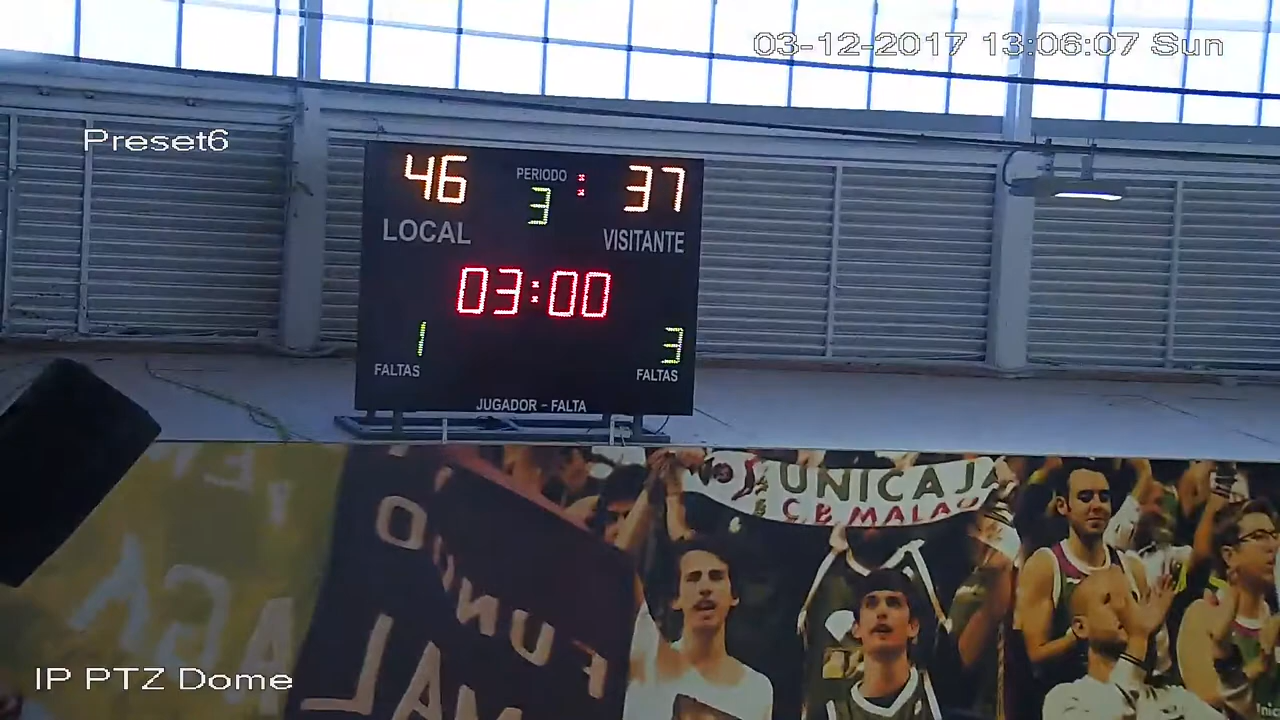 03-12-2017 13:06:07 Sun
Preset6
46 PERIODO : 37
3
LOCAL VISITANTE
03:00
1 3
FALTAS FALTAS
JUGADOR - FALTA
UNICAJA
C.B. MALAG
IP PTZ Dome